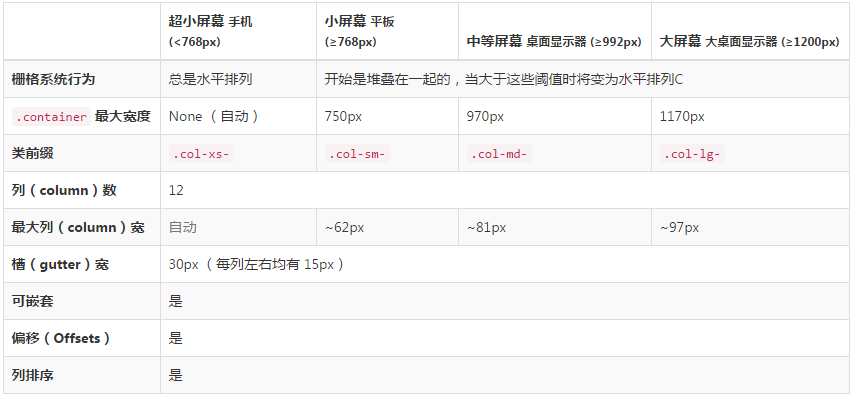 超小屏幕 手机 (<768px) 小屏幕 平板 (≥768px) 中等屏幕 桌面显示器 (≥992px) 大屏幕 大桌面显示器 (≥1200px)
栅格系统行为 总是水平排列 开始是堆叠在一起的，当大于这些阈值时将变为水平排列C
.container 最大宽度 None （自动） 750px 970px 1170px
类前缀 .col-xs- .col-sm- .col-md- .col-lg-
列（column）数 12
最大列（column）宽 自动 ~62px ~81px ~97px
槽（gutter）宽 30px （每列左右均有 15px）
可嵌套 是
偏移（Offsets） 是
列排序 是